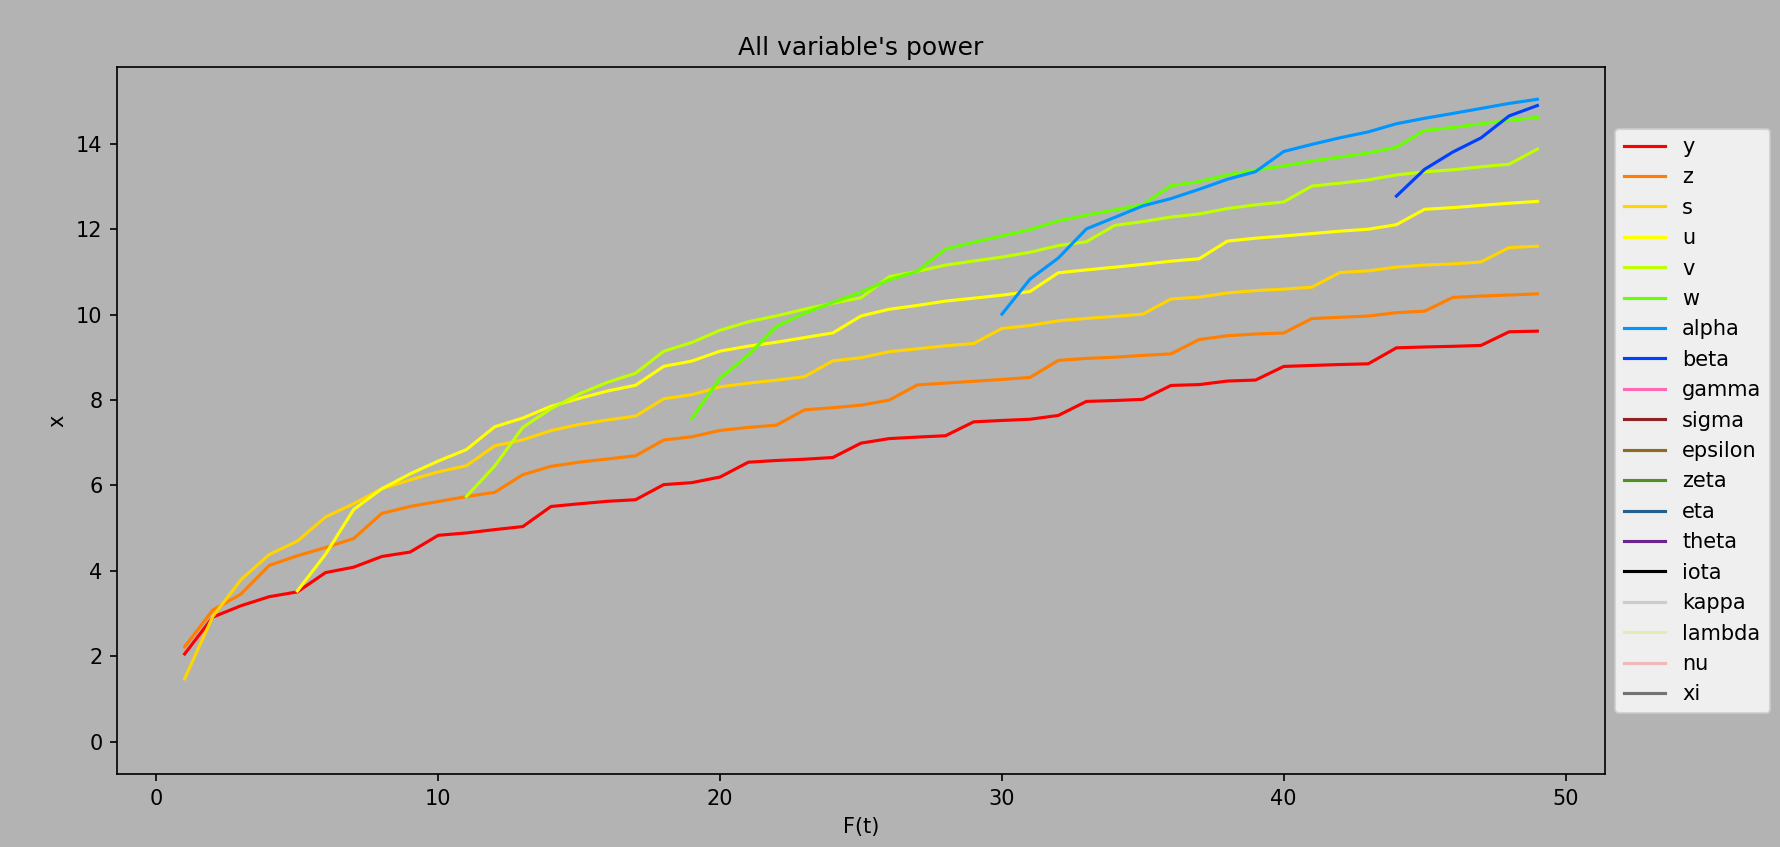 All variable's power
x
14
12
10
8
6
4
2
0
0 10 20 30 40 50
F(t)
y
z
s
u
v
w
alpha
beta
gamma
sigma
epsilon
zeta
eta
theta
iota
kappa
lambda
nu
xi